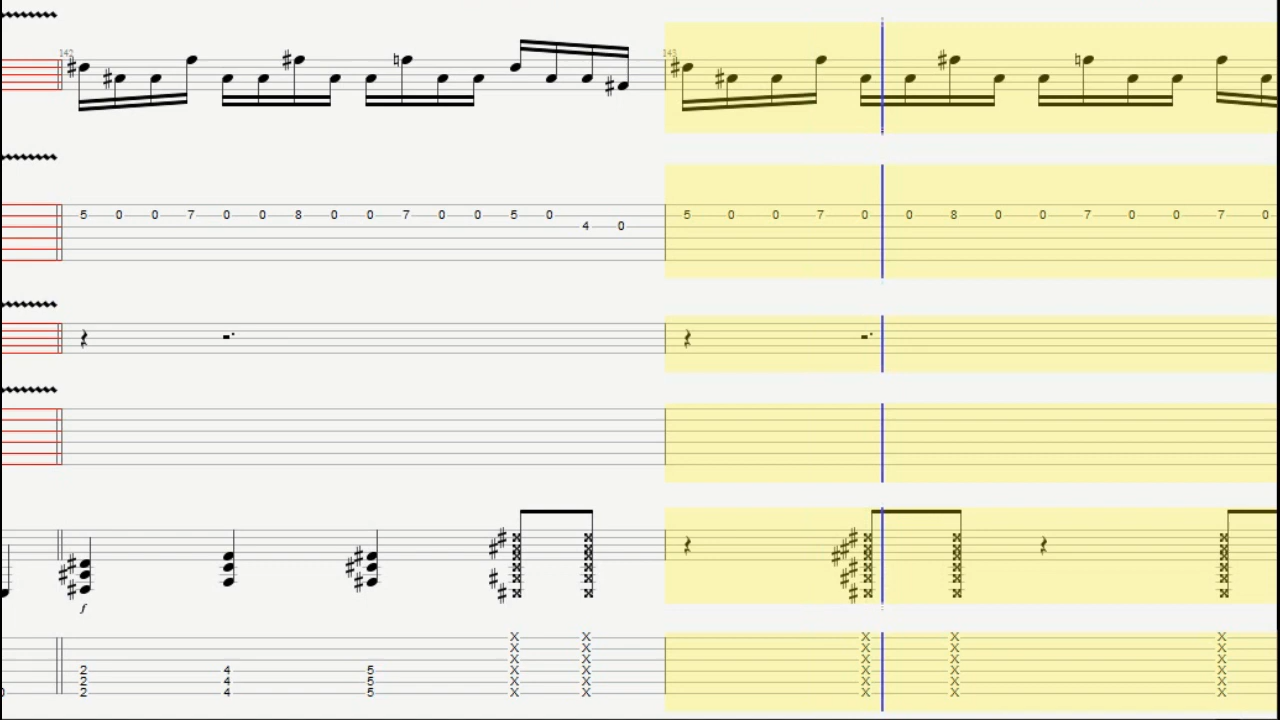 142 143
5 0 0 7 0 0 8 0 0 7 0 0 5 0 5 0 0 7 0 0 8 0 0 7 0 0 7 0
4 0
f
X X X X X
X X X X X
X X X X X
2 4 5 X X X X X
2 4 5 X X X X X
0 2 4 5 X X X X X